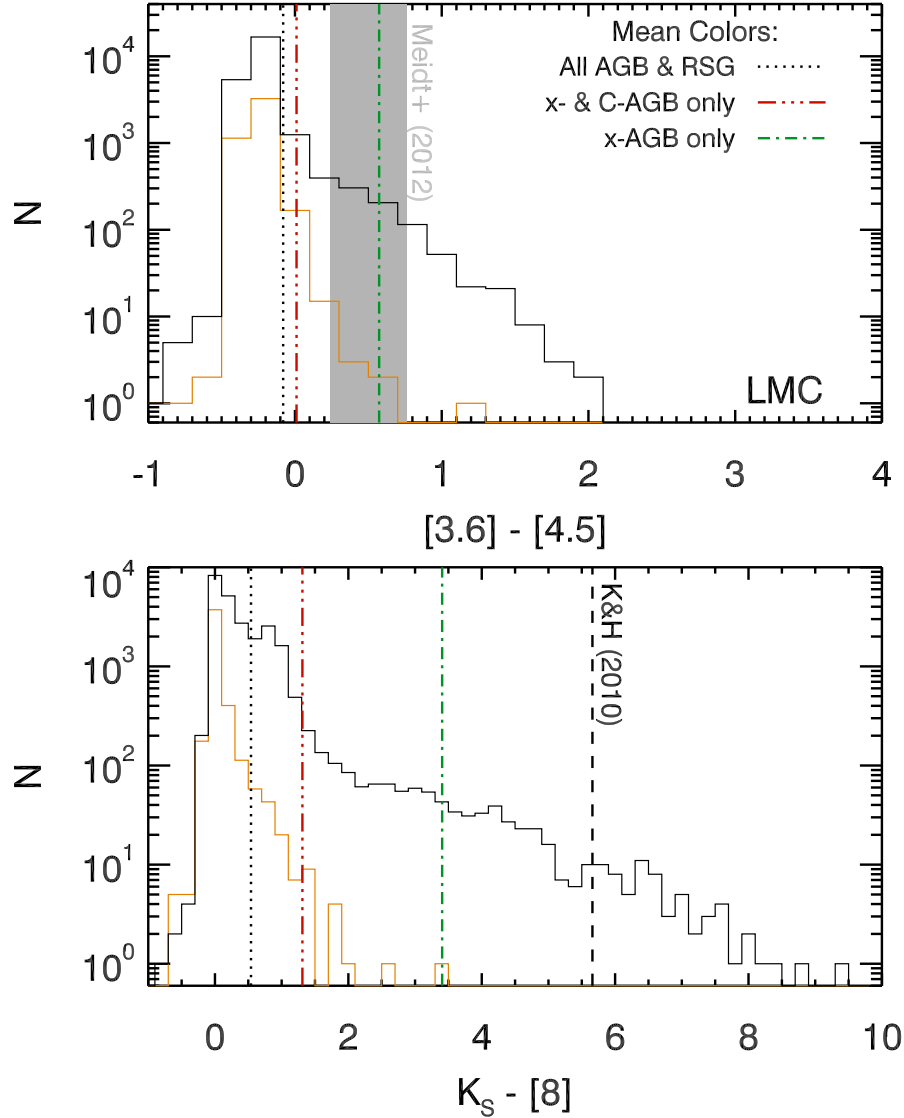 Mean Colors:
All AGB & RSG
x- & C-AGB only
x-AGB only
Meidt+ (2012)
N
10^4
10^3
10^2
10^1
10^0
LMC
-1 0 1 2 3 4
[3.6] - [4.5]
K&H (2010)
N
10^4
10^3
10^2
10^1
10^0
0 2 4 6 8 10
K_S - [8]